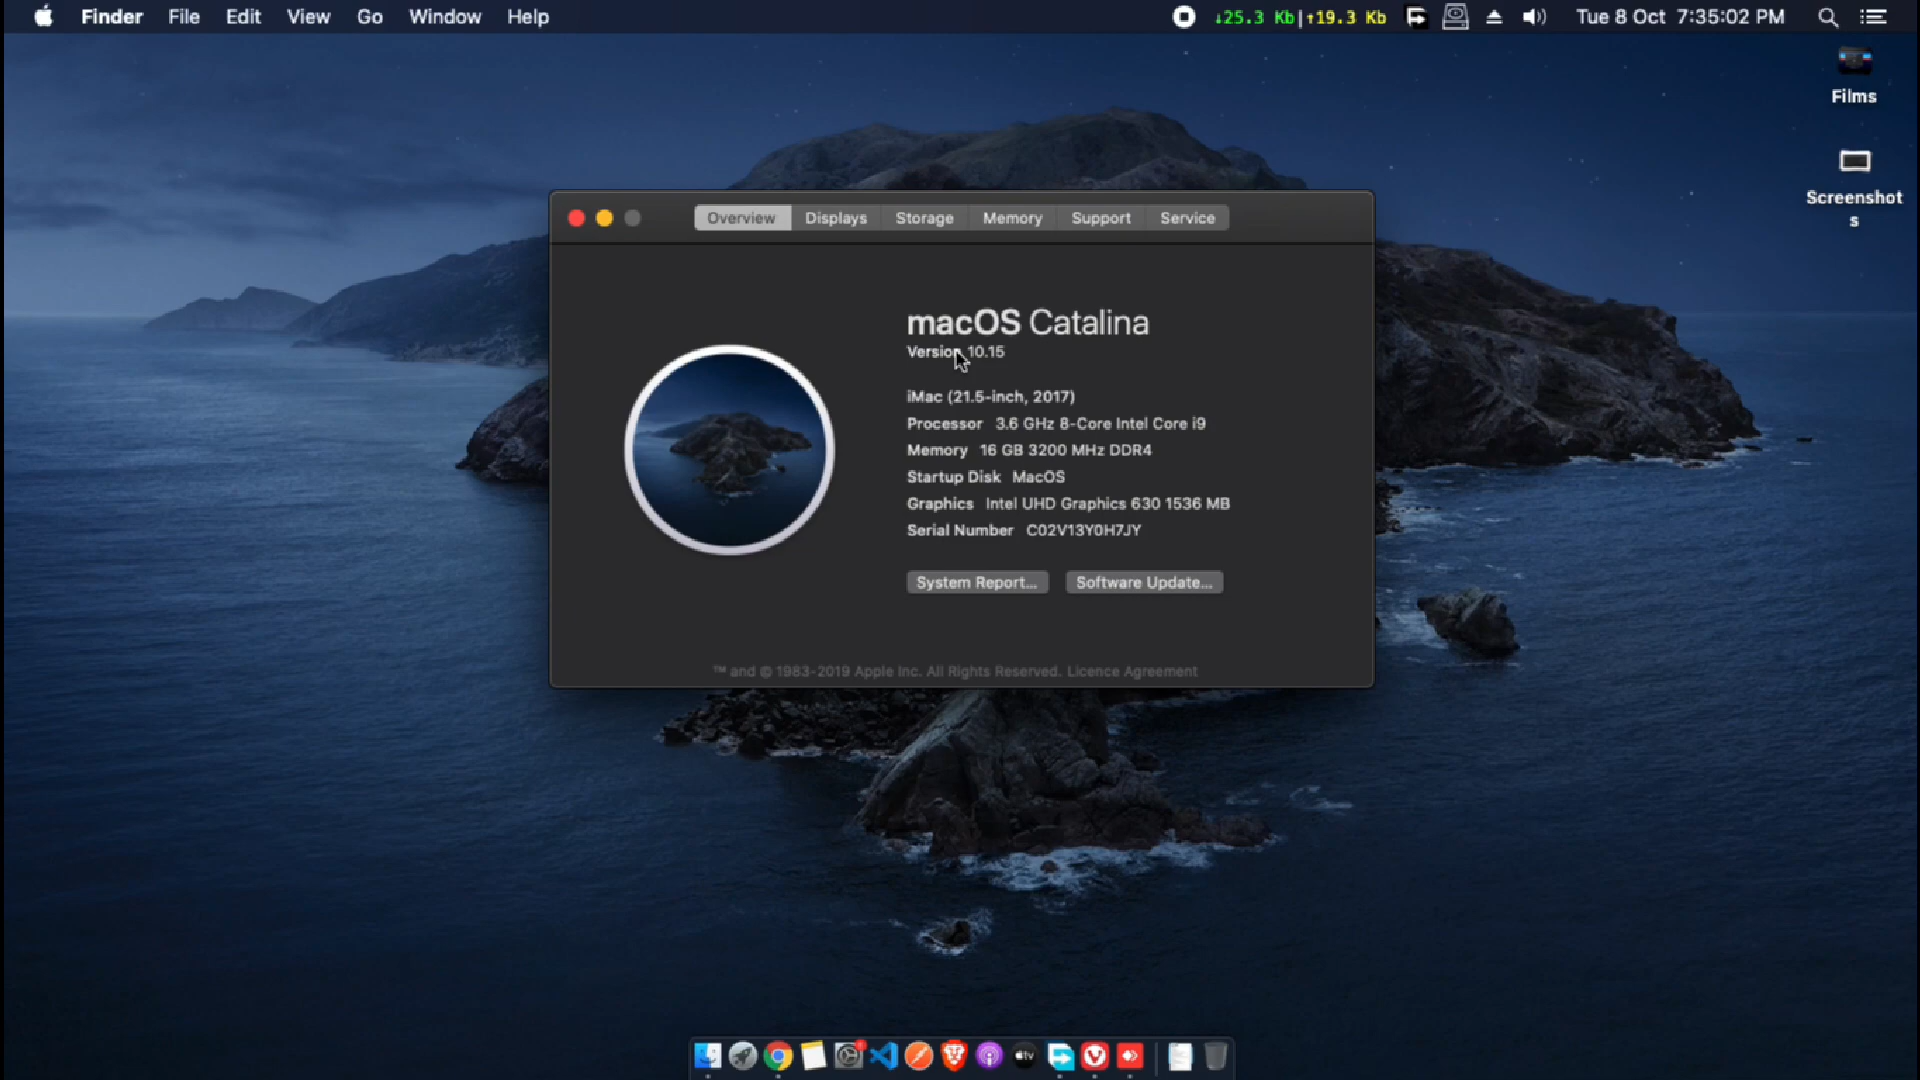 Finder File Edit View Go Window Help
↓25.3 Kb|↑19.3 Kb Tue 8 Oct 7:35:02 PM
Films
Screenshot
s
Overview Displays Storage Memory Support Service
macOS Catalina
Version 10.15
iMac (21.5-inch, 2017)
Processor 3.6 GHz 8-Core Intel Core i9
Memory 16 GB 3200 MHz DDR4
Startup Disk MacOS
Graphics Intel UHD Graphics 630 1536 MB
Serial Number C02V13Y0H7JY
System Report... Software Update...
™ and © 1983-2019 Apple Inc. All Rights Reserved. Licence Agreement
tv